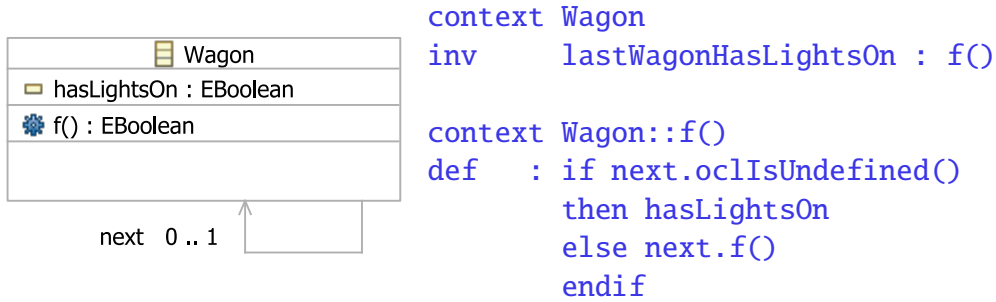 Wagon
hasLightsOn : EBoolean
f() : EBoolean
next 0 .. 1
context Wagon
inv lastWagonHasLightsOn : f()
context Wagon::f()
def : if next.oclIsUndefined()
then hasLightsOn
else next.f()
endif